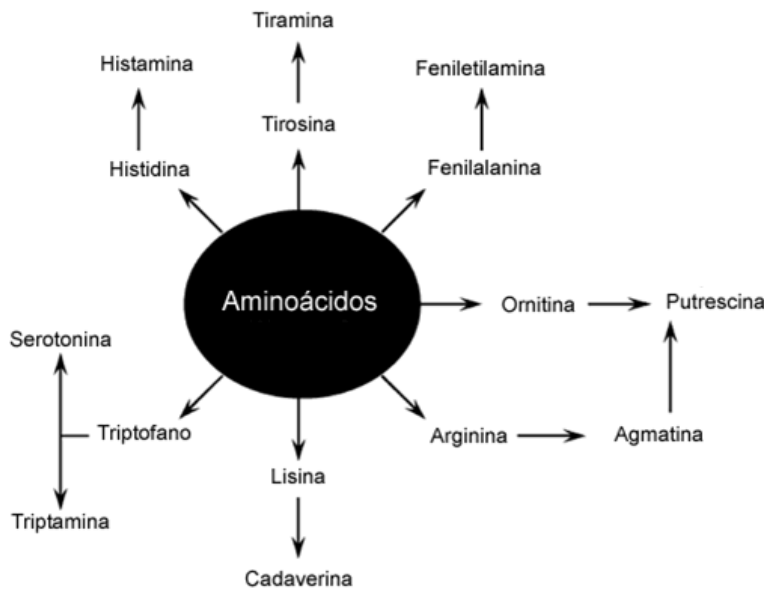 Tiramina
Histamina
Feniletilamina
Tirosina
Histidina
Fenilalanina
Aminoácidos
Ornitina
Putrescina
Serotonina
Triptofano
Arginina
Agmatina
Lisina
Triptamina
Cadaverina